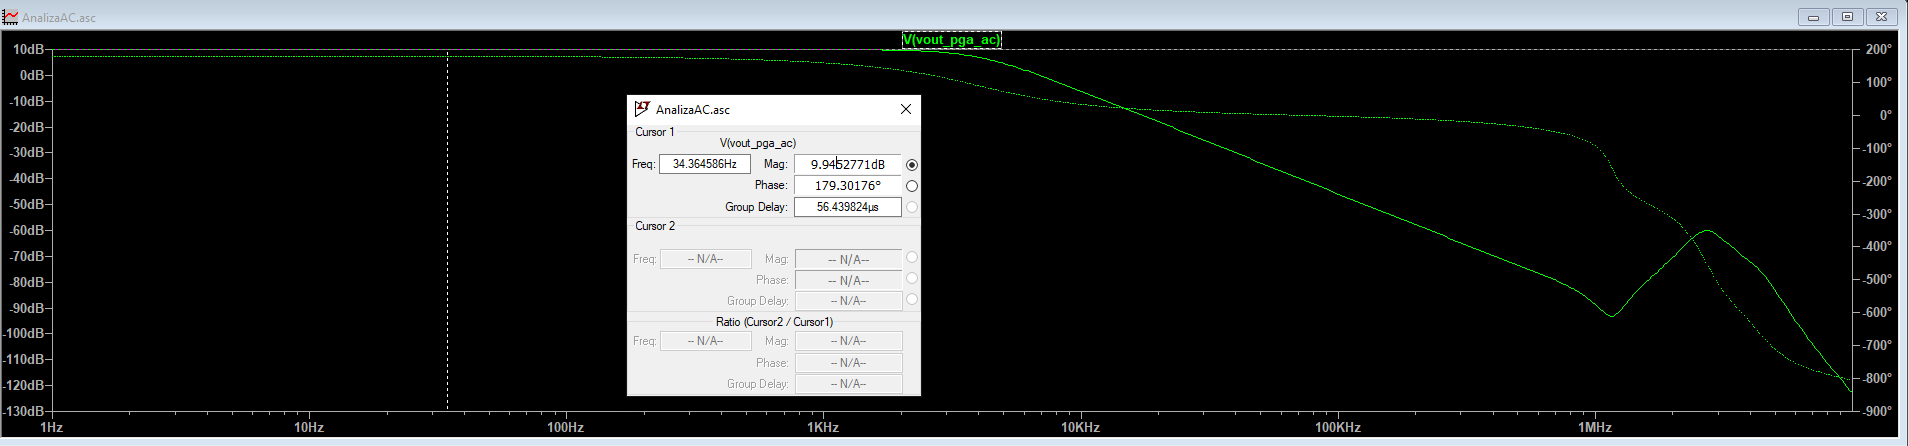 AnalizaAC.asc
V(vout_pga_ac)
10dB
0dB
-10dB
-20dB
-30dB
-40dB
-50dB
-60dB
-70dB
-80dB
-90dB
-100dB
-110dB
-120dB
-130dB
AnalizaAC.asc
Cursor 1
V(vout_pga_ac)
Freq: 34.364586Hz Mag: 9.9452771dB
Phase: 179.30176°
Group Delay: 56.439824µs
Cursor 2
Freq: -- N/A-- Mag: -- N/A--
Phase: -- N/A--
Group Delay: -- N/A--
Ratio (Cursor2 / Cursor1)
Freq: -- N/A-- Mag: -- N/A--
Phase: -- N/A--
Group Delay: -- N/A--
200°
100°
0°
-100°
-200°
-300°
-400°
-500°
-600°
-700°
-800°
-900°
1Hz 10Hz 100Hz 1KHz 10KHz 100KHz 1MHz